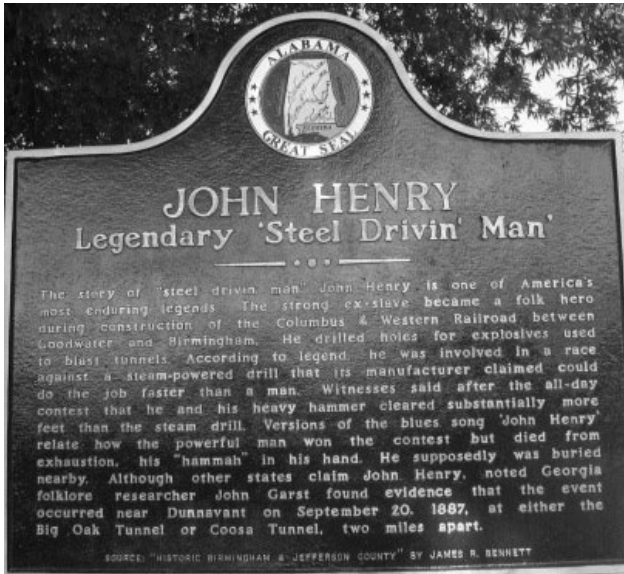 ALABAMA
GREAT SEAL
JOHN HENRY
Legendary 'Steel Drivin' Man'
The story of "steel drivin' man" John Henry is one of America's
most enduring legends. The strong ex-slave became a folk hero
during construction of the Columbus & Western Railroad between
Goodwater and Birmingham. He drilled holes for explosives used
to blast tunnels. According to legend, he was involved in a race
against a steam-powered drill that its manufacturer claimed could
do the job faster than a man. Witnesses said after the all-day
contest that he and his heavy hammer cleared substantially more
feet than the steam drill. Versions of the blues song 'John Henry'
relate how the powerful man won the contest but died from
exhaustion, his "hammah" in his hand. He supposedly was buried
nearby. Although other states claim John Henry, noted Georgia
folklore researcher John Garst found evidence that the event
occurred near Dunnavant on September 20, 1887, at either the
Big Oak Tunnel or Coosa Tunnel, two miles apart.
SOURCE: "HISTORIC BIRMINGHAM & JEFFERSON COUNTY" BY JAMES R. BENNETT